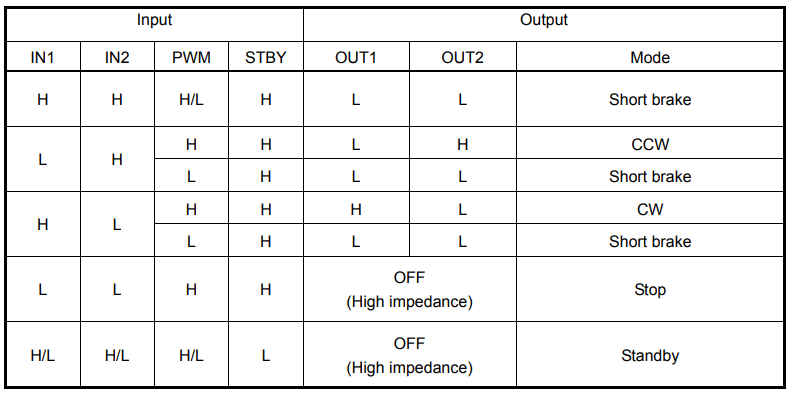 Input Output
IN1 IN2 PWM STBY OUT1 OUT2 Mode
H H H/L H L L Short brake
L H H H L H CCW
L H L L Short brake
H L H H H L CW
L H L L Short brake
L L H H OFF
(High impedance) Stop
H/L H/L H/L L OFF
(High impedance) Standby